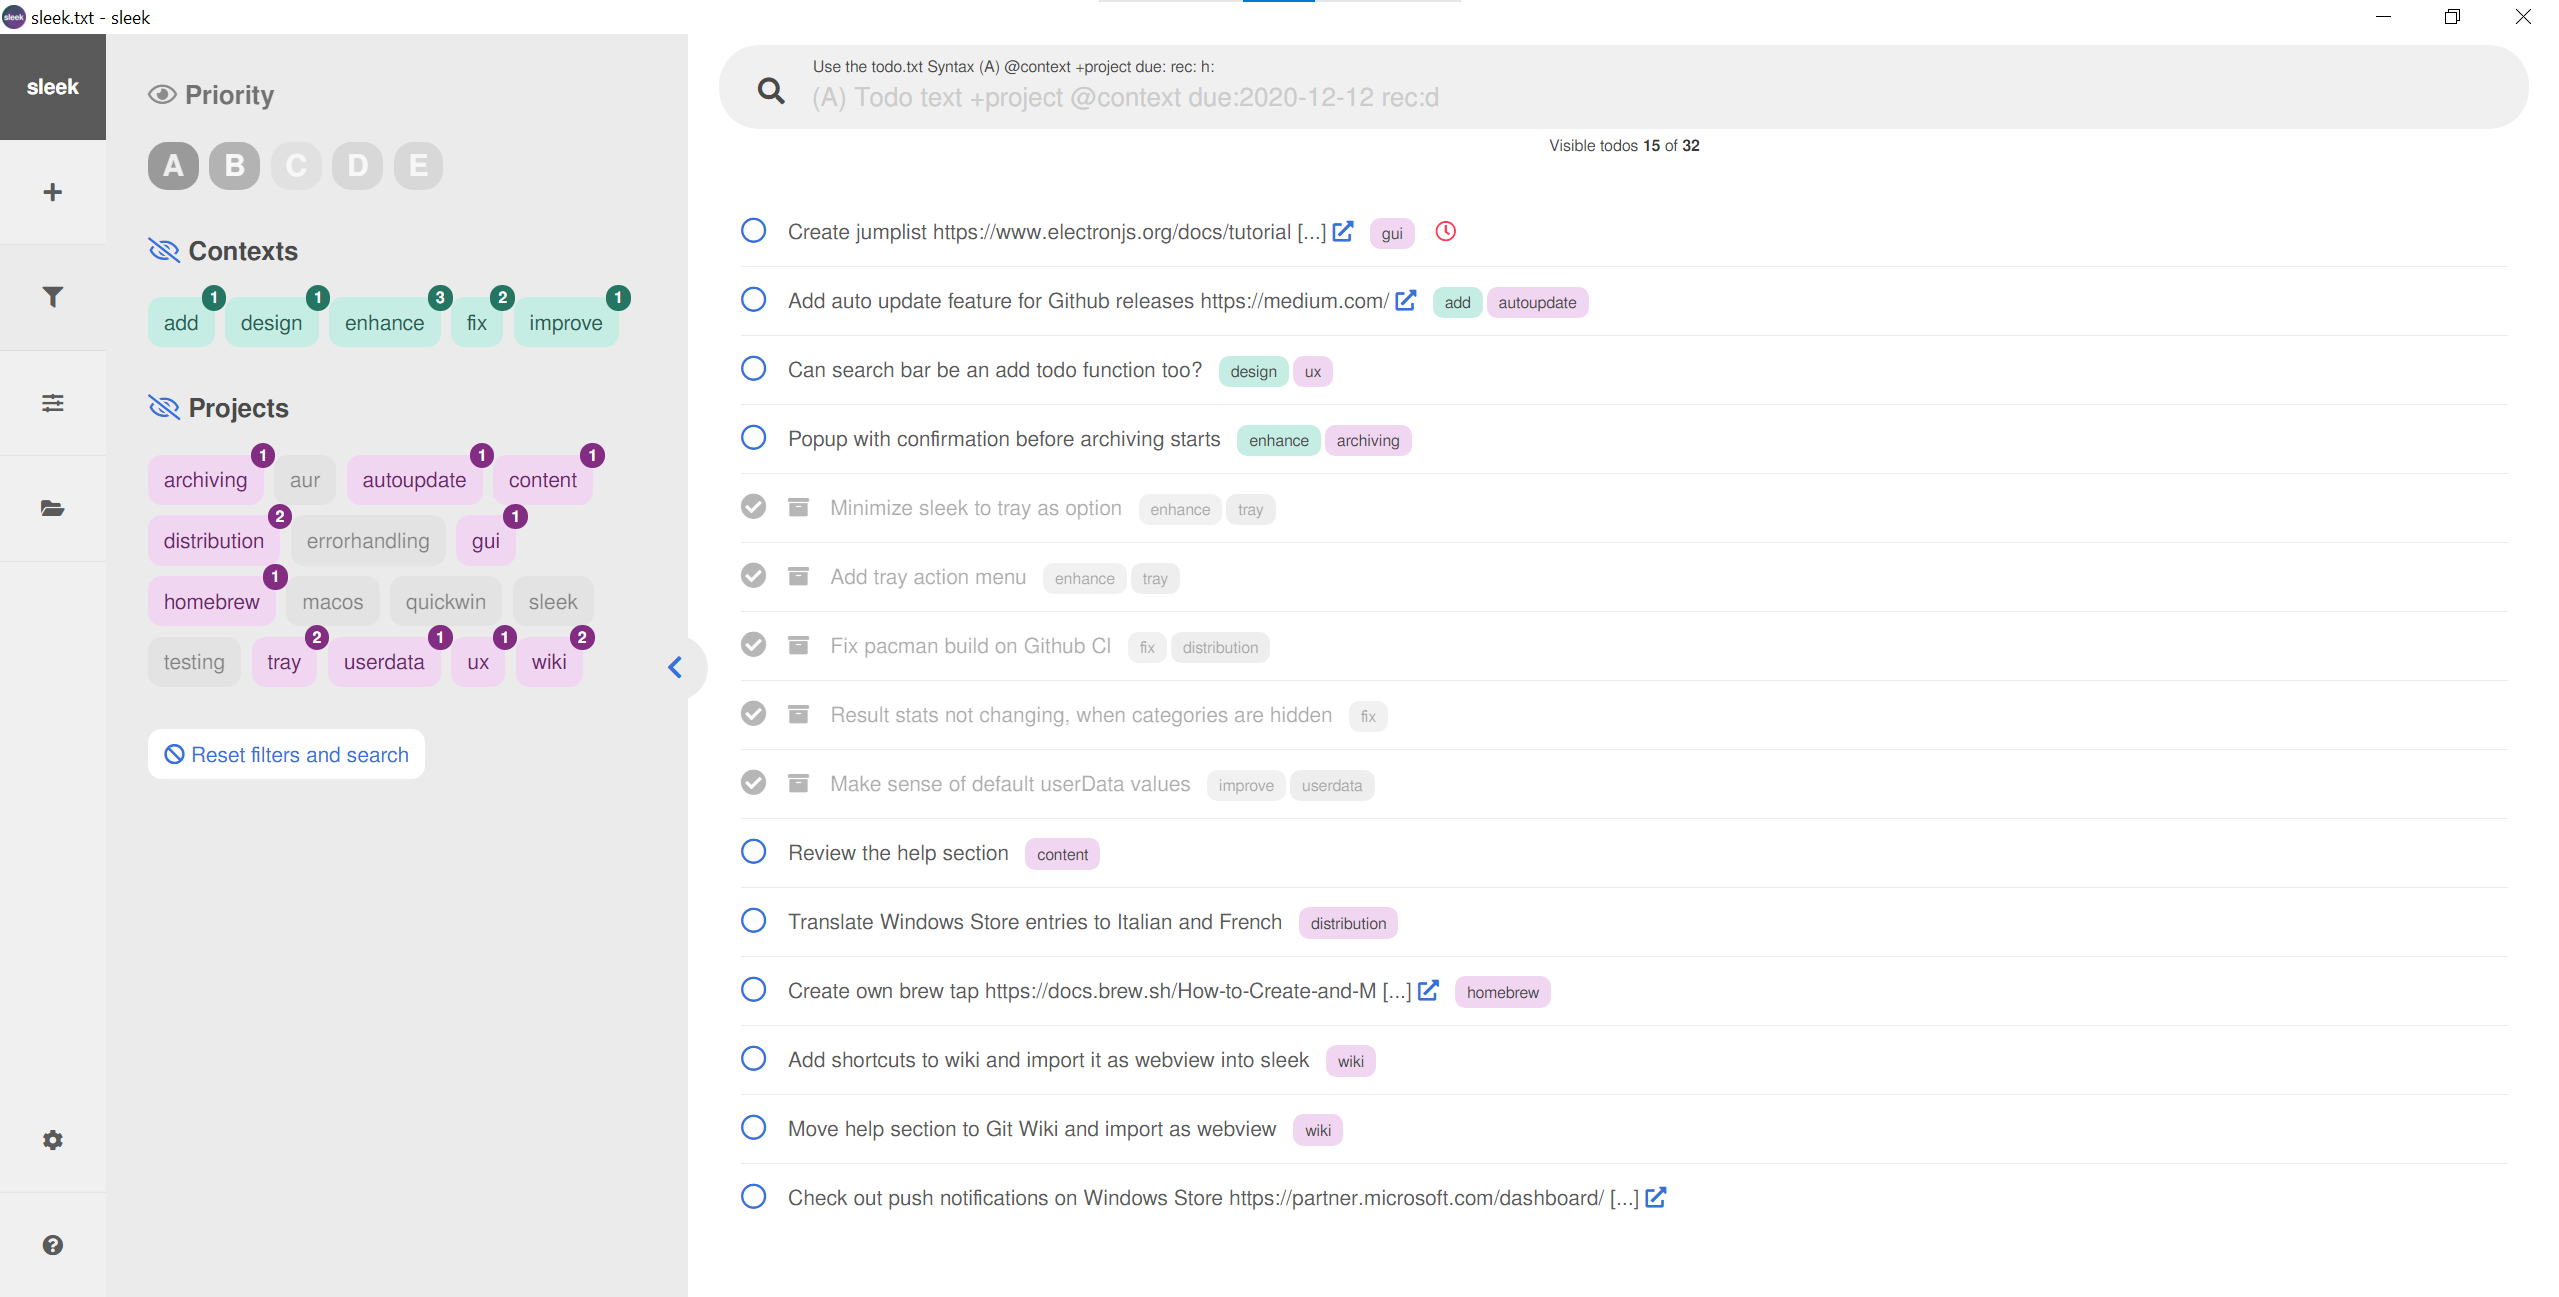 sleek.txt - sleek
sleek
Priority
A B C D E
Contexts
add 1 design 1 enhance 3 fix 2 improve 1
Projects
archiving 1 aur autoupdate 1 content 1
distribution 2 errorhandling gui 1
homebrew 1 macos quickwin sleek
testing tray 2 userdata 1 ux 1 wiki 2
Reset filters and search
Use the todo.txt Syntax (A) @context +project due: rec: h:
(A) Todo text +project @context due:2020-12-12 rec:d
Visible todos 15 of 32
Create jumplist https://www.electronjs.org/docs/tutorial [...] gui
Add auto update feature for Github releases https://medium.com/ add autoupdate
Can search bar be an add todo function too? design ux
Popup with confirmation before archiving starts enhance archiving
Minimize sleek to tray as option enhance tray
Add tray action menu enhance tray
Fix pacman build on Github CI fix distribution
Result stats not changing, when categories are hidden fix
Make sense of default userData values improve userdata
Review the help section content
Translate Windows Store entries to Italian and French distribution
Create own brew tap https://docs.brew.sh/How-to-Create-and-M [...] homebrew
Add shortcuts to wiki and import it as webview into sleek wiki
Move help section to Git Wiki and import as webview wiki
Check out push notifications on Windows Store https://partner.microsoft.com/dashboard/ [...]